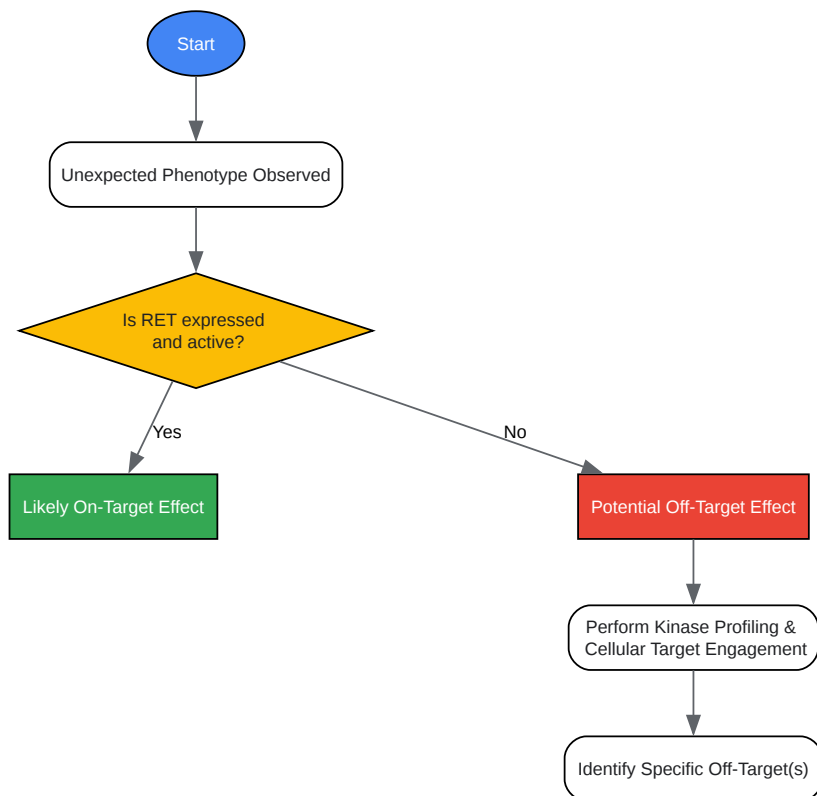 Start
Unexpected Phenotype Observed
Is RET expressed
and active?
Yes
No
Likely On-Target Effect
Potential Off-Target Effect
Perform Kinase Profiling &
Cellular Target Engagement
Identify Specific Off-Target(s)